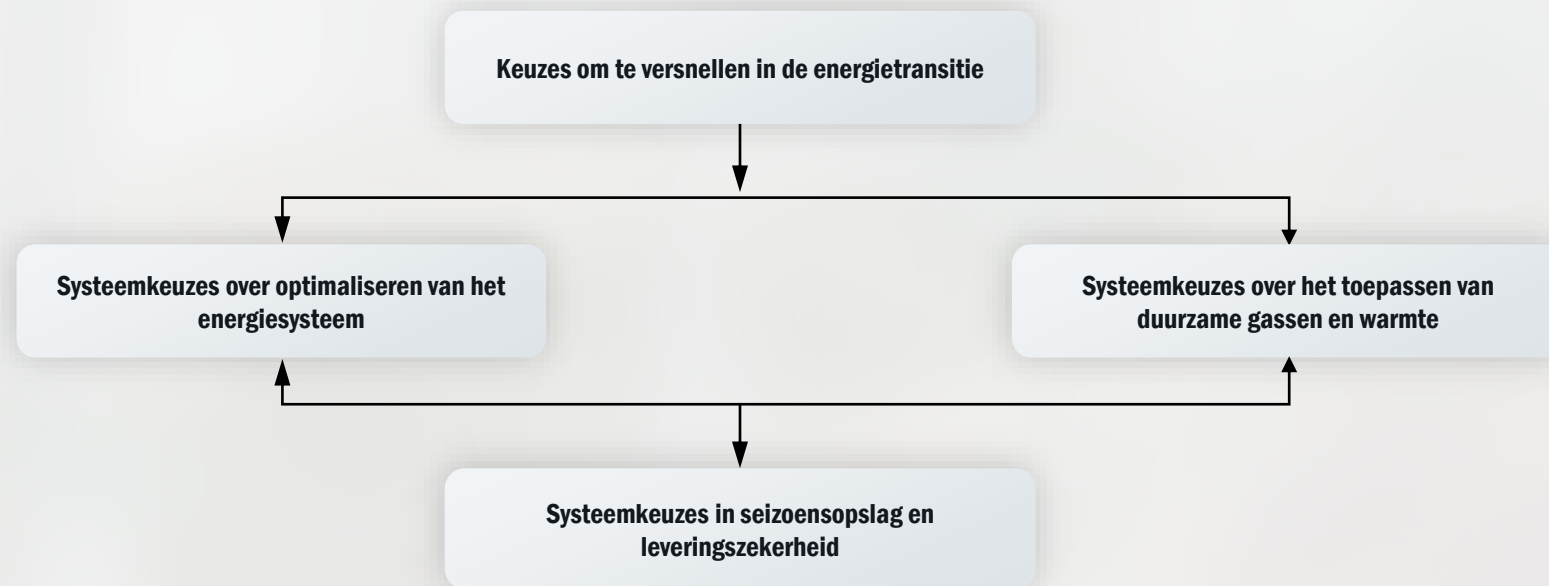 Keuzes om te versnellen in de energietransitie
Systeemkeuzes over optimaliseren van het
energiesysteem
Systeemkeuzes over het toepassen van
duurzame gassen en warmte
Systeemkeuzes in seizoensopslag en
leveringszekerheid